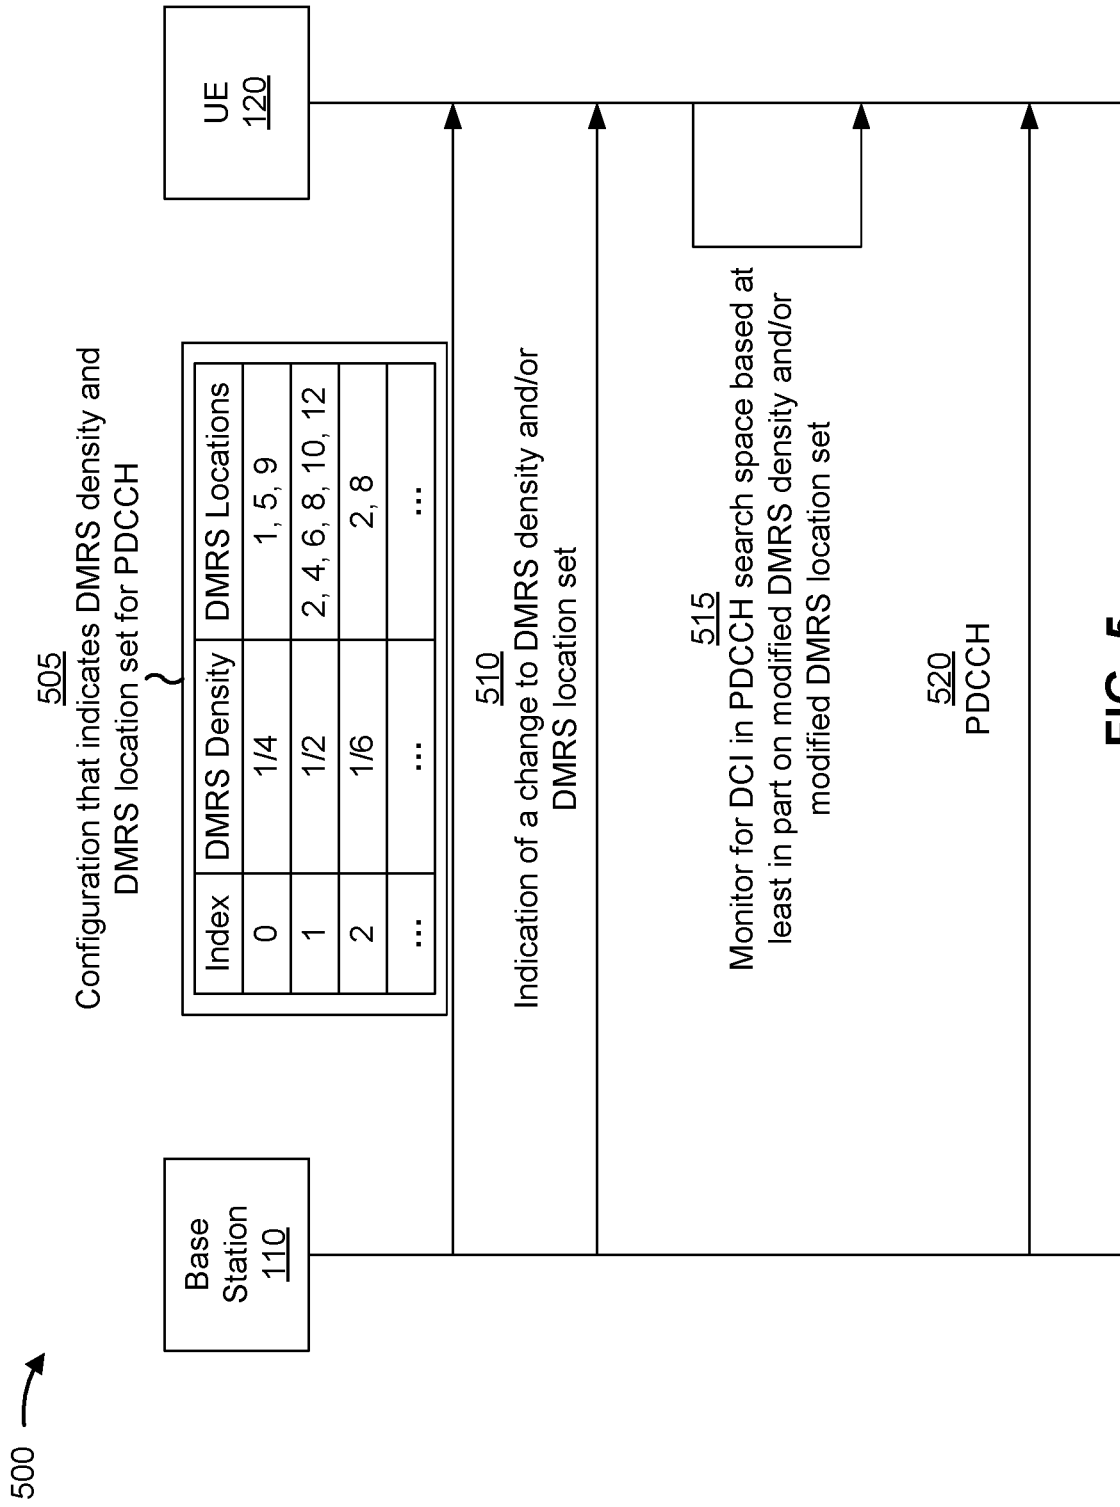 500
Base
Station
110
UE
120
505
Configuration that indicates DMRS density and
DMRS location set for PDCCH
Index DMRS Density DMRS Locations
0 1/4 1, 5, 9
1 1/2 2, 4, 6, 8, 10, 12
2 1/6 2, 8
... ... ...
510
Indication of a change to DMRS density and/or
DMRS location set
515
Monitor for DCI in PDCCH search space based at
least in part on modified DMRS density and/or
modified DMRS location set
520
PDCCH
FIG. 5